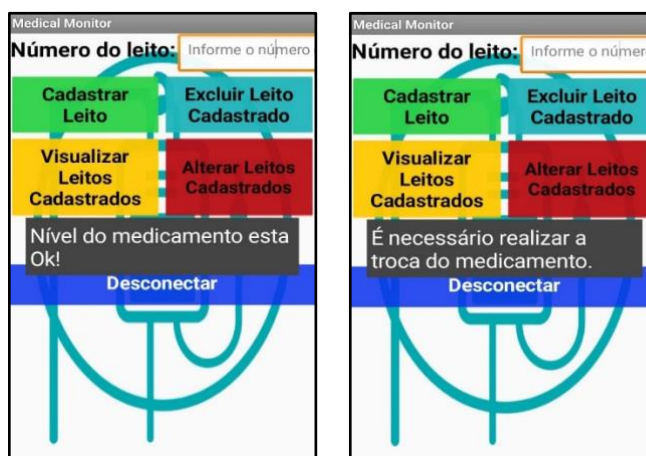 Medical Monitor
Número do leito: Informe o número
Cadastrar Excluir Leito
Leito Cadastrado
Visualizar
Leitos
Cadastrados
Alterar Leitos
Cadastrados
Nível do medicamento esta
Ok!
Desconectar
Medical Monitor
Número do leito: Informe o número
Cadastrar Excluir Leito
Leito Cadastrado
Visualizar
Leitos
Cadastrados
Alterar Leitos
Cadastrados
É necessário realizar a
troca do medicamento.
Desconectar